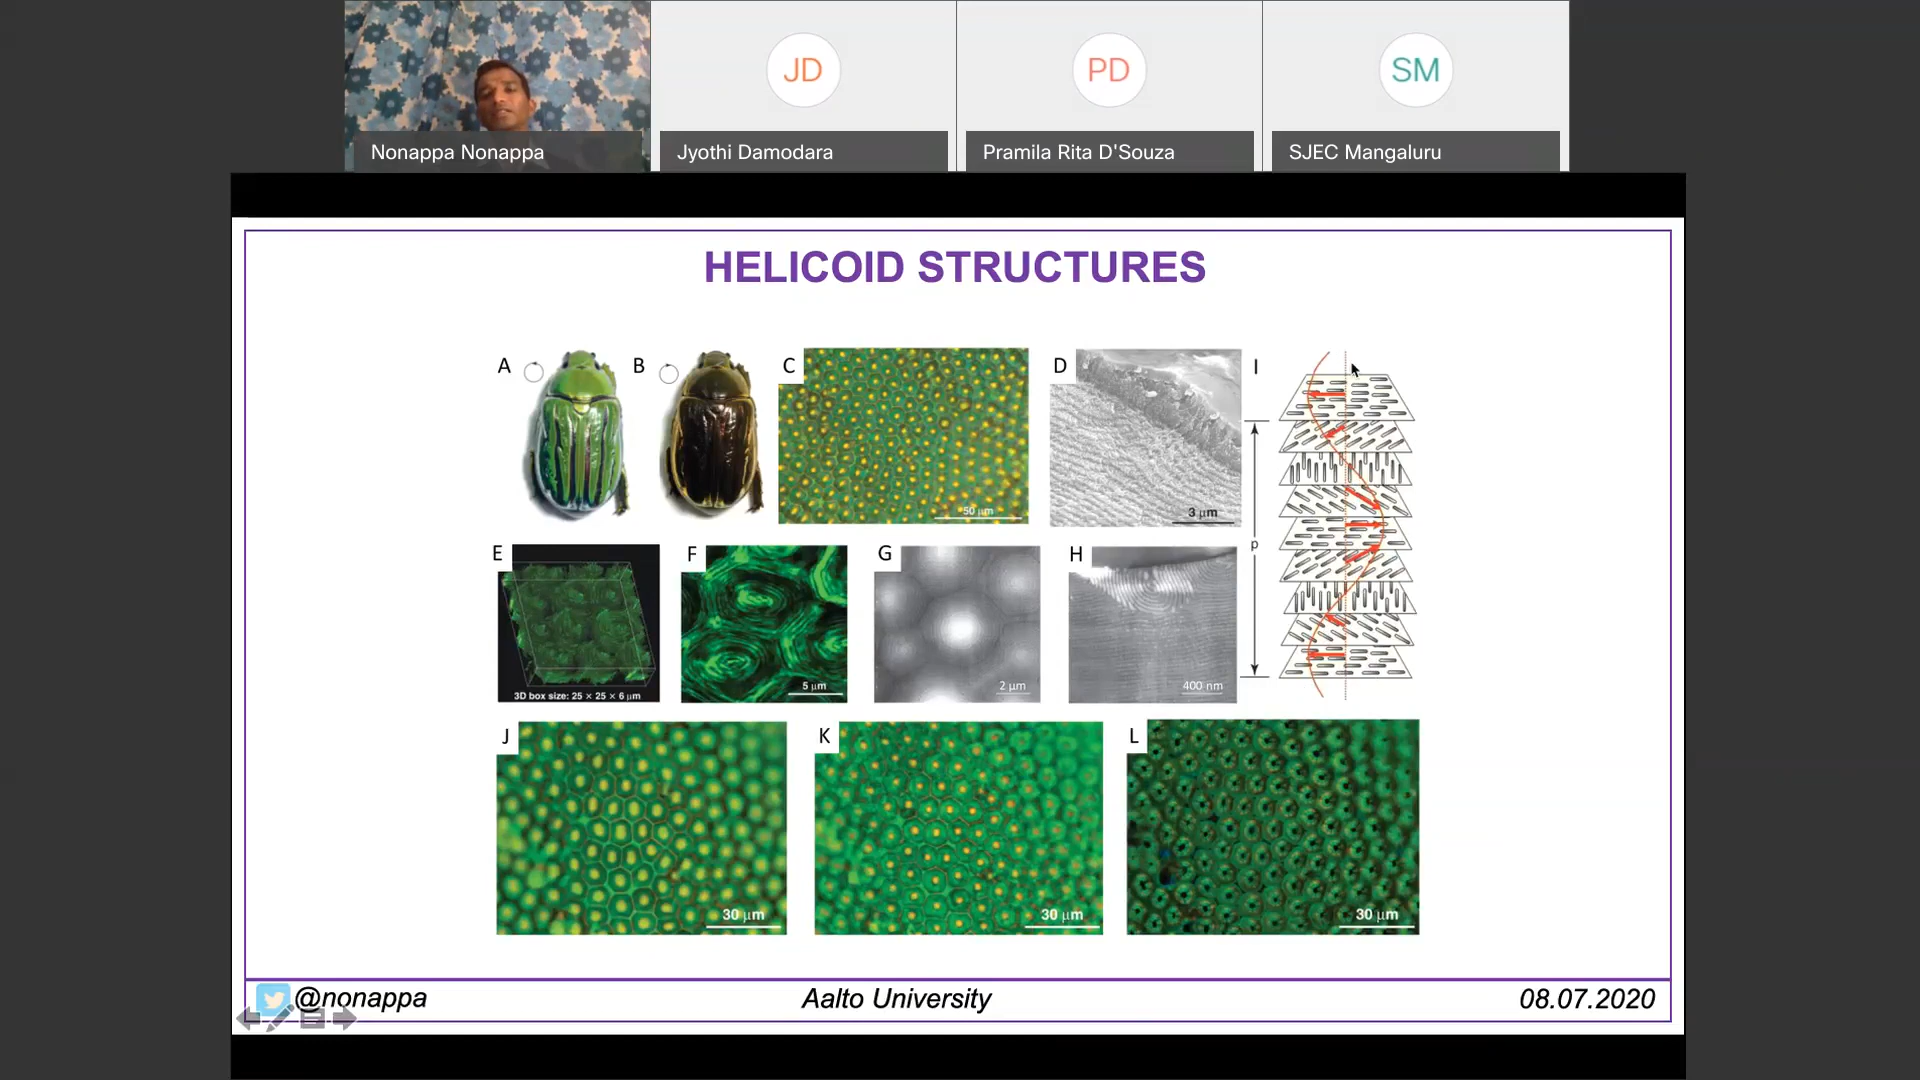 JD
PD
SM
Nonappa Nonappa
Jyothi Damodara
Pramila Rita D'Souza
SJEC Mangaluru
HELICOID STRUCTURES
A
B
C
50 μm
D
3 μm
I
p
E
3D box size: 25 × 25 × 6 μm
F
5 μm
G
2 μm
H
400 nm
J
30 μm
K
30 μm
L
30 μm
@nonappa
Aalto University
08.07.2020